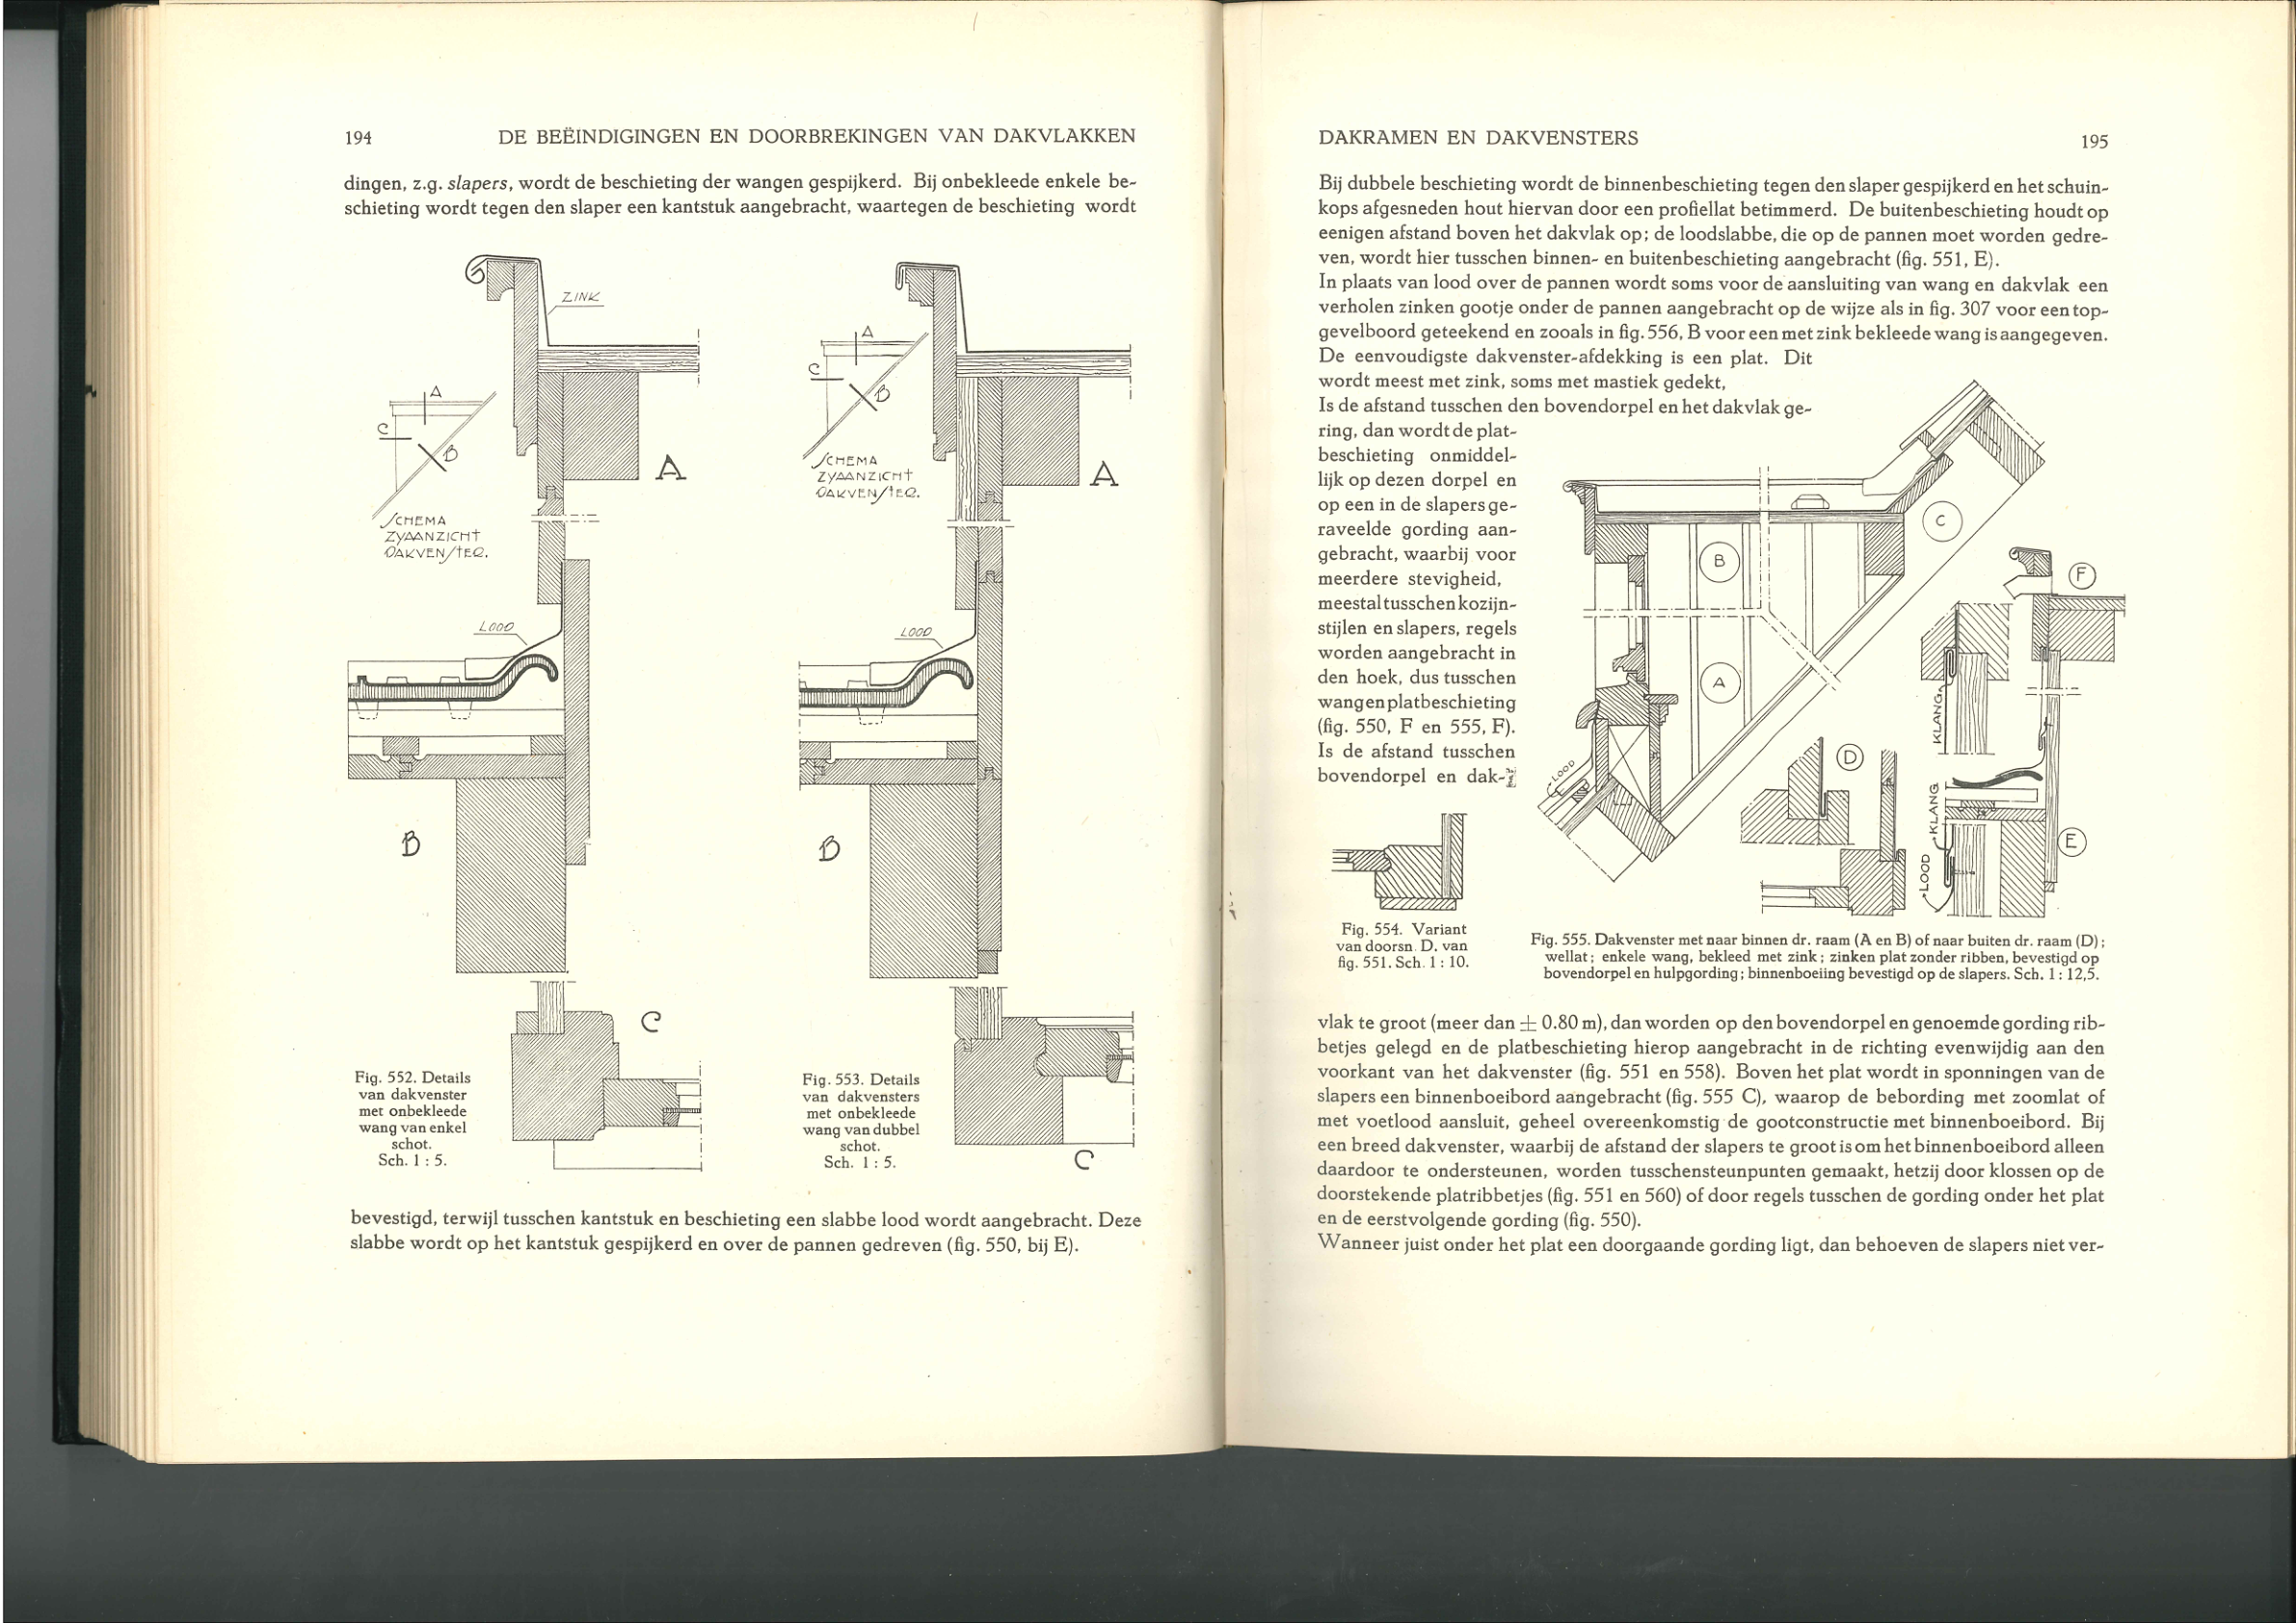 194
DE BEËINDIGINGEN EN DOORBREKINGEN VAN DAKVLAKKEN
dingen, z.g. slapers, wordt de beschieting der wangen gespijkerd. Bij onbekleede enkele be-
schieting wordt tegen den slaper een kantstuk aangebracht, waartegen de beschieting wordt
ZINK
A
C
B
SCHEMA
ZYAANZICHT
DAKVENSTER.
A
LOOD
B
C
Fig. 552. Details
van dakvenster
met onbekleede
wang van enkel
schot.
Sch. 1 : 5.
A
C
B
SCHEMA
ZYAANZICHT
DAKVENSTER.
A
LOOD
B
C
Fig. 553. Details
van dakvensters
met onbekleede
wang van dubbel
schot.
Sch. 1 : 5.
bevestigd, terwijl tusschen kantstuk en beschieting een slabbe lood wordt aangebracht. Deze
slabbe wordt op het kantstuk gespijkerd en over de pannen gedreven (fig. 550, bij E).
DAKRAMEN EN DAKVENSTERS
195
Bij dubbele beschieting wordt de binnenbeschieting tegen den slaper gespijkerd en het schuin-
kops afgesneden hout hiervan door een profiellat betimmerd. De buitenbeschieting houdt op
eenigen afstand boven het dakvlak op; de loodslabbe, die op de pannen moet worden gedre-
ven, wordt hier tusschen binnen- en buitenbeschieting aangebracht (fig. 551, E).
In plaats van lood over de pannen wordt soms voor de aansluiting van wang en dakvlak een
verholen zinken gootje onder de pannen aangebracht op de wijze als in fig. 307 voor een top-
gevelboord geteekend en zooals in fig. 556, B voor een met zink bekleede wang is aangegeven.
De eenvoudigste dakvenster-afdekking is een plat. Dit
wordt meest met zink, soms met mastiek gedekt,
Is de afstand tusschen den bovendorpel en het dakvlak ge-
ring, dan wordt de plat-
beschieting onmiddel-
lijk op dezen dorpel en
op een in de slapers ge-
raveelde gording aan-
gebracht, waarbij voor
meerdere stevigheid,
meestal tusschen kozijn-
stijlen en slapers, regels
worden aangebracht in
den hoek, dus tusschen
wang en platbeschieting
(fig. 550, F en 555, F).
Is de afstand tusschen
bovendorpel en dak-
C
B
F
A
KLANG
D
LOOD
KLANG
E
LOOD
Fig. 554. Variant
van doorsn. D. van
fig. 551. Sch. 1 : 10.
Fig. 555. Dakvenster met naar binnen dr. raam (A en B) of naar buiten dr. raam (D);
wellat; enkele wang, bekleed met zink; zinken plat zonder ribben, bevestigd op
bovendorpel en hulpgording; binnenboeiing bevestigd op de slapers. Sch. 1 : 12,5.
vlak te groot (meer dan ± 0.80 m), dan worden op den bovendorpel en genoemde gording rib-
betjes gelegd en de platbeschieting hierop aangebracht in de richting evenwijdig aan den
voorkant van het dakvenster (fig. 551 en 558). Boven het plat wordt in sponningen van de
slapers een binnenboeibord aangebracht (fig. 555 C), waarop de bebording met zoomlat of
met voetlood aansluit, geheel overeenkomstig de gootconstructie met binnenboeibord. Bij
een breed dakvenster, waarbij de afstand der slapers te groot is om het binnenboeibord alleen
daardoor te ondersteunen, worden tusschensteunpunten gemaakt, hetzij door klossen op de
doorstekende platribbetjes (fig. 551 en 560) of door regels tusschen de gording onder het plat
en de eerstvolgende gording (fig. 550).
Wanneer juist onder het plat een doorgaande gording ligt, dan behoeven de slapers niet ver-